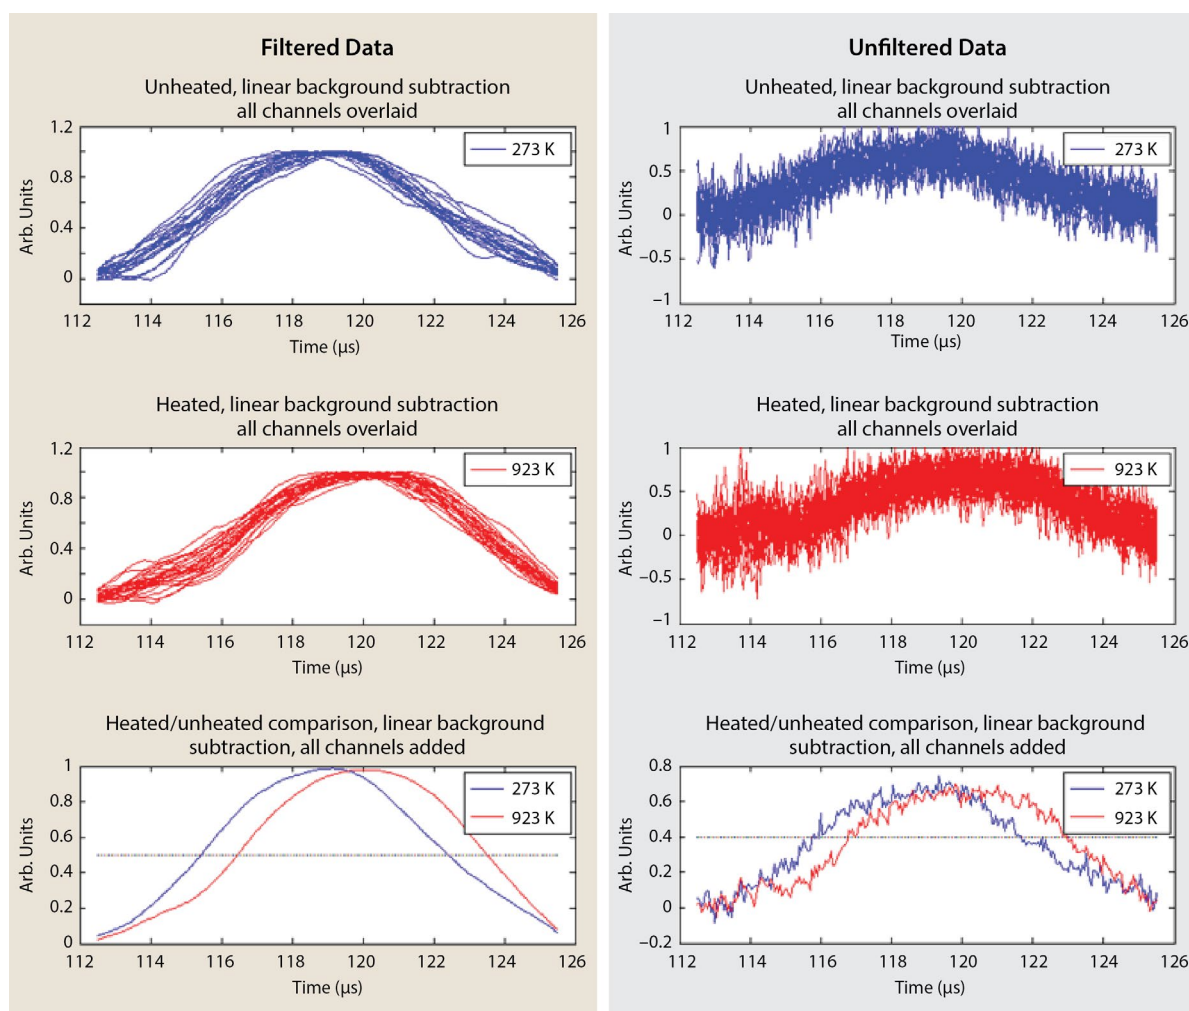 Filtered Data
Unheated, linear background subtraction
all channels overlaid
1.2
0.8
0.4
0
Arb. Units
273 K
112 114 116 118 120 122 124 126
Time (µs)
Heated, linear background subtraction
all channels overlaid
1.2
0.8
0.4
0
Arb. Units
923 K
112 114 116 118 120 122 124 126
Time (µs)
Heated/unheated comparison, linear background
subtraction, all channels added
1
0.8
0.6
0.4
0.2
0
Arb. Units
273 K
923 K
112 114 116 118 120 122 124 126
Time (µs)
Unfiltered Data
Unheated, linear background subtraction
all channels overlaid
1
0.5
0
−0.5
−1
Arb. Units
273 K
112 114 116 118 120 122 124 126
Time (µs)
Heated, linear background subtraction
all channels overlaid
1
0.5
0
−0.5
−1
Arb. Units
923 K
112 114 116 118 120 122 124 126
Time (µs)
Heated/unheated comparison, linear background
subtraction, all channels added
0.8
0.6
0.4
0.2
0
−0.2
Arb. Units
273 K
923 K
112 114 116 118 120 122 124 126
Time (µs)